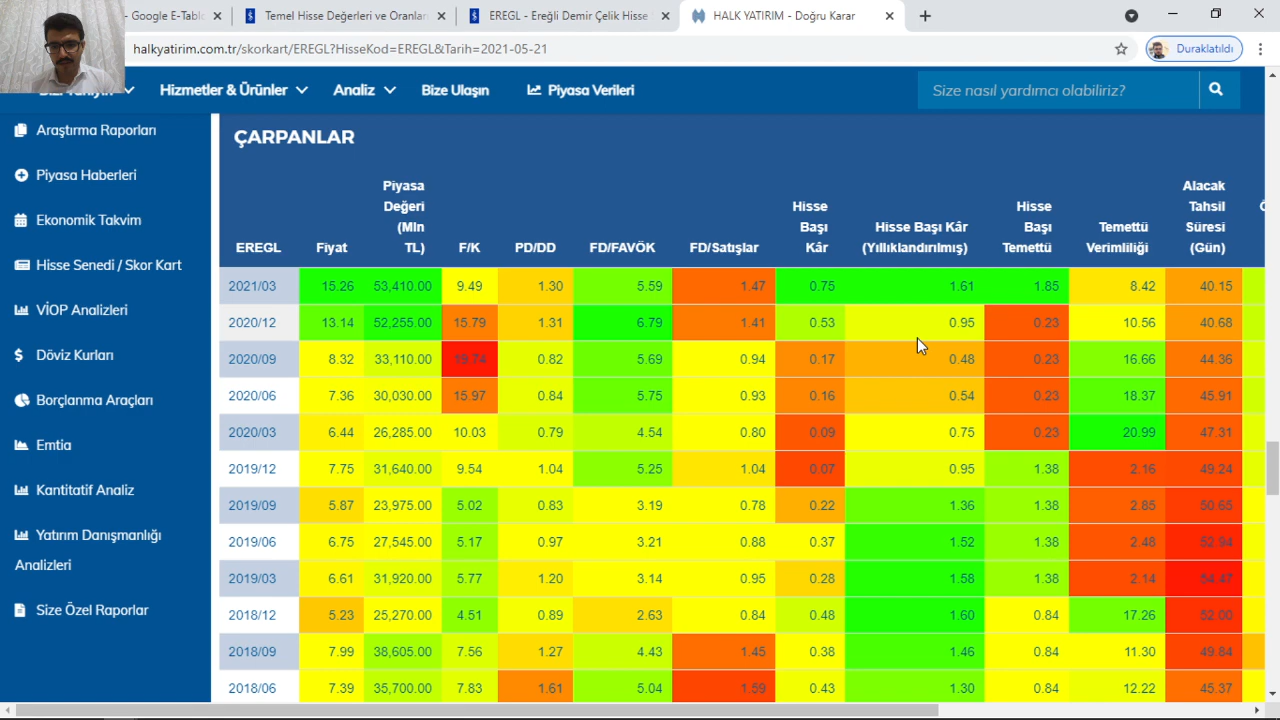 - Google E-Tablo
Temel Hisse Değerleri ve Oranları
EREGL - Ereğli Demir Çelik Hisse
HALK YATIRIM - Doğru Karar
halkyatirim.com.tr/skorkart/EREGL?HisseKod=EREGL&Tarih=2021-05-21
Duraklatıldı
Hizmetler & Ürünler
Analiz
Bize Ulaşın
Piyasa Verileri
Size nasıl yardımcı olabiliriz?
Araştırma Raporları
Piyasa Haberleri
Ekonomik Takvim
Hisse Senedi / Skor Kart
VİOP Analizleri
Döviz Kurları
Borçlanma Araçları
Emtia
Kantitatif Analiz
Yatırım Danışmanlığı
Analizleri
Size Özel Raporlar
ÇARPANLAR
EREGL Fiyat Piyasa Değeri (Mln TL) F/K PD/DD FD/FAVÖK FD/Satışlar Hisse Başı Kâr Hisse Başı Kâr (Yıllıklandırılmış) Hisse Başı Temettü Temettü Verimliliği Alacak Tahsil Süresi (Gün)
2021/03 15.26 53,410.00 9.49 1.30 5.59 1.47 0.75 1.61 1.85 8.42 40.15
2020/12 13.14 52,255.00 15.79 1.31 6.79 1.41 0.53 0.95 0.23 10.56 40.68
2020/09 8.32 33,110.00 19.74 0.82 5.69 0.94 0.17 0.48 0.23 16.66 44.36
2020/06 7.36 30,030.00 15.97 0.84 5.75 0.93 0.16 0.54 0.23 18.37 45.91
2020/03 6.44 26,285.00 10.03 0.79 4.54 0.80 0.09 0.75 0.23 20.99 47.31
2019/12 7.75 31,640.00 9.54 1.04 5.25 1.04 0.07 0.95 1.38 2.16 49.24
2019/09 5.87 23,975.00 5.02 0.83 3.19 0.78 0.22 1.36 1.38 2.85 50.65
2019/06 6.75 27,545.00 5.17 0.97 3.21 0.88 0.37 1.52 1.38 2.48 52.94
2019/03 6.61 31,920.00 5.77 1.20 3.14 0.95 0.28 1.58 1.38 2.14 54.47
2018/12 5.23 25,270.00 4.51 0.89 2.63 0.84 0.48 1.60 0.84 17.26 52.00
2018/09 7.99 38,605.00 7.56 1.27 4.43 1.45 0.38 1.46 0.84 11.30 49.84
2018/06 7.39 35,700.00 7.83 1.61 5.04 1.59 0.43 1.30 0.84 12.22 45.37